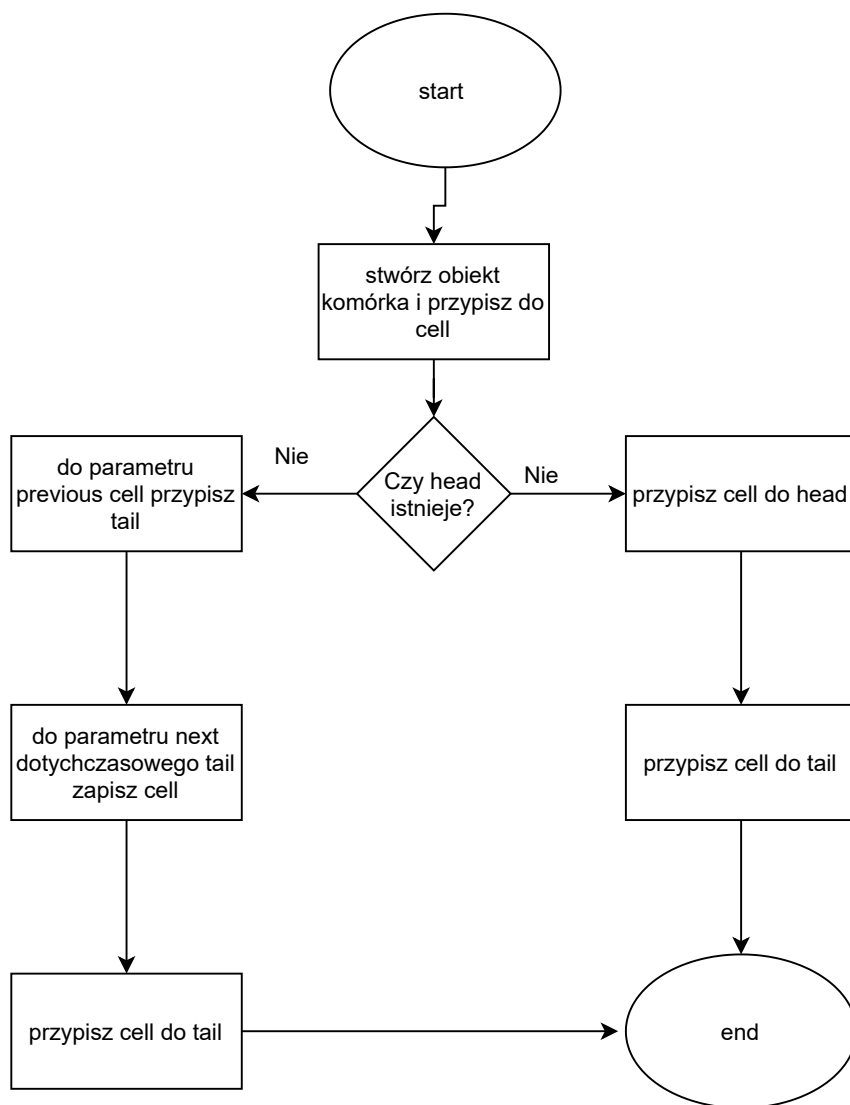 start
stwórz obiekt
komórka i przypisz do
cell
Czy head
istnieje?
Nie
Nie
do parametru
previous cell przypisz
tail
przypisz cell do head
do parametru next
dotychczasowego tail
zapisz cell
przypisz cell do tail
przypisz cell do tail
end